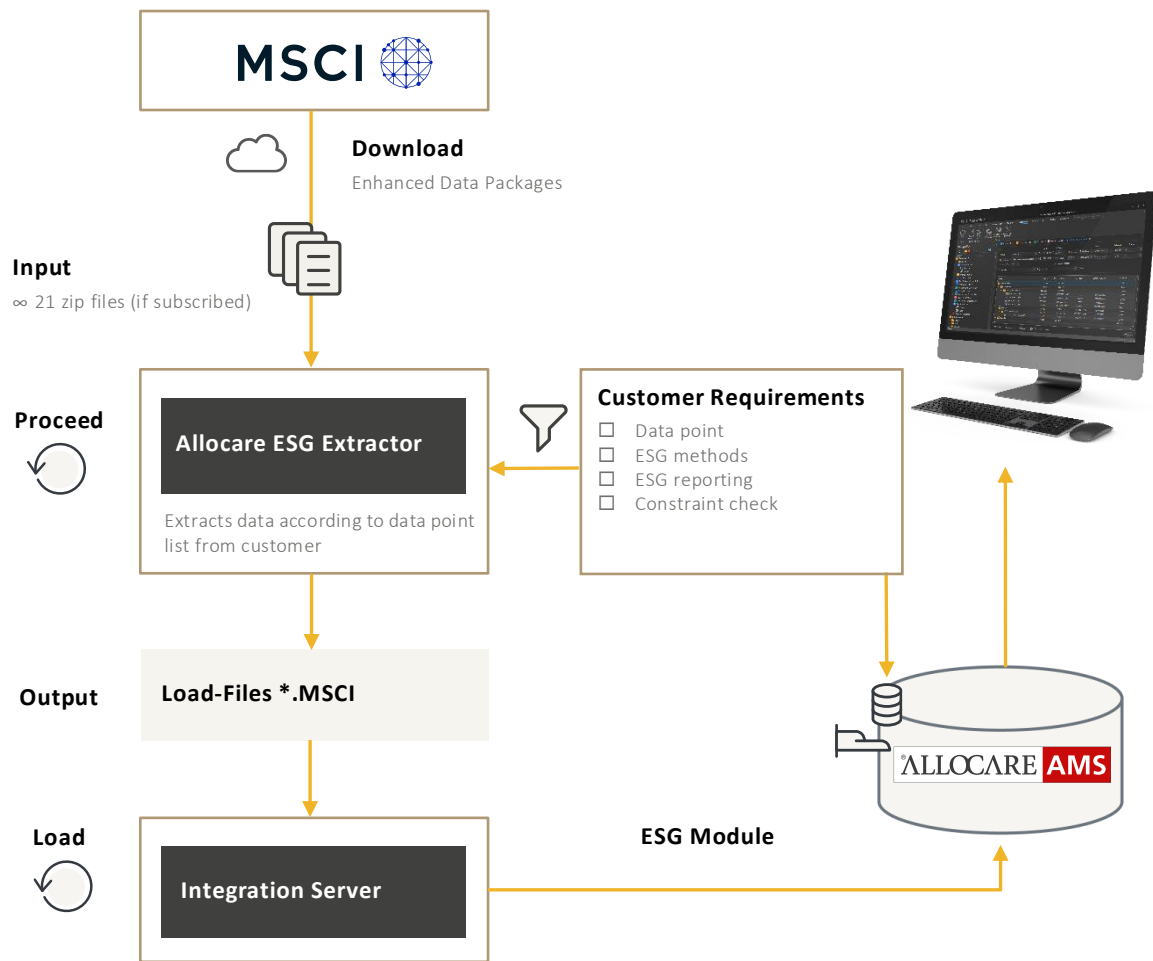 MSCI
Download
Enhanced Data Packages
Input
∞ 21 zip files (if subscribed)
Proceed
Allocare ESG Extractor
Extracts data according to data point
list from customer
Customer Requirements
Data point
ESG methods
ESG reporting
Constraint check
Output
Load-Files *.MSCI
ALLOCARE AMS
Load
Integration Server
ESG Module